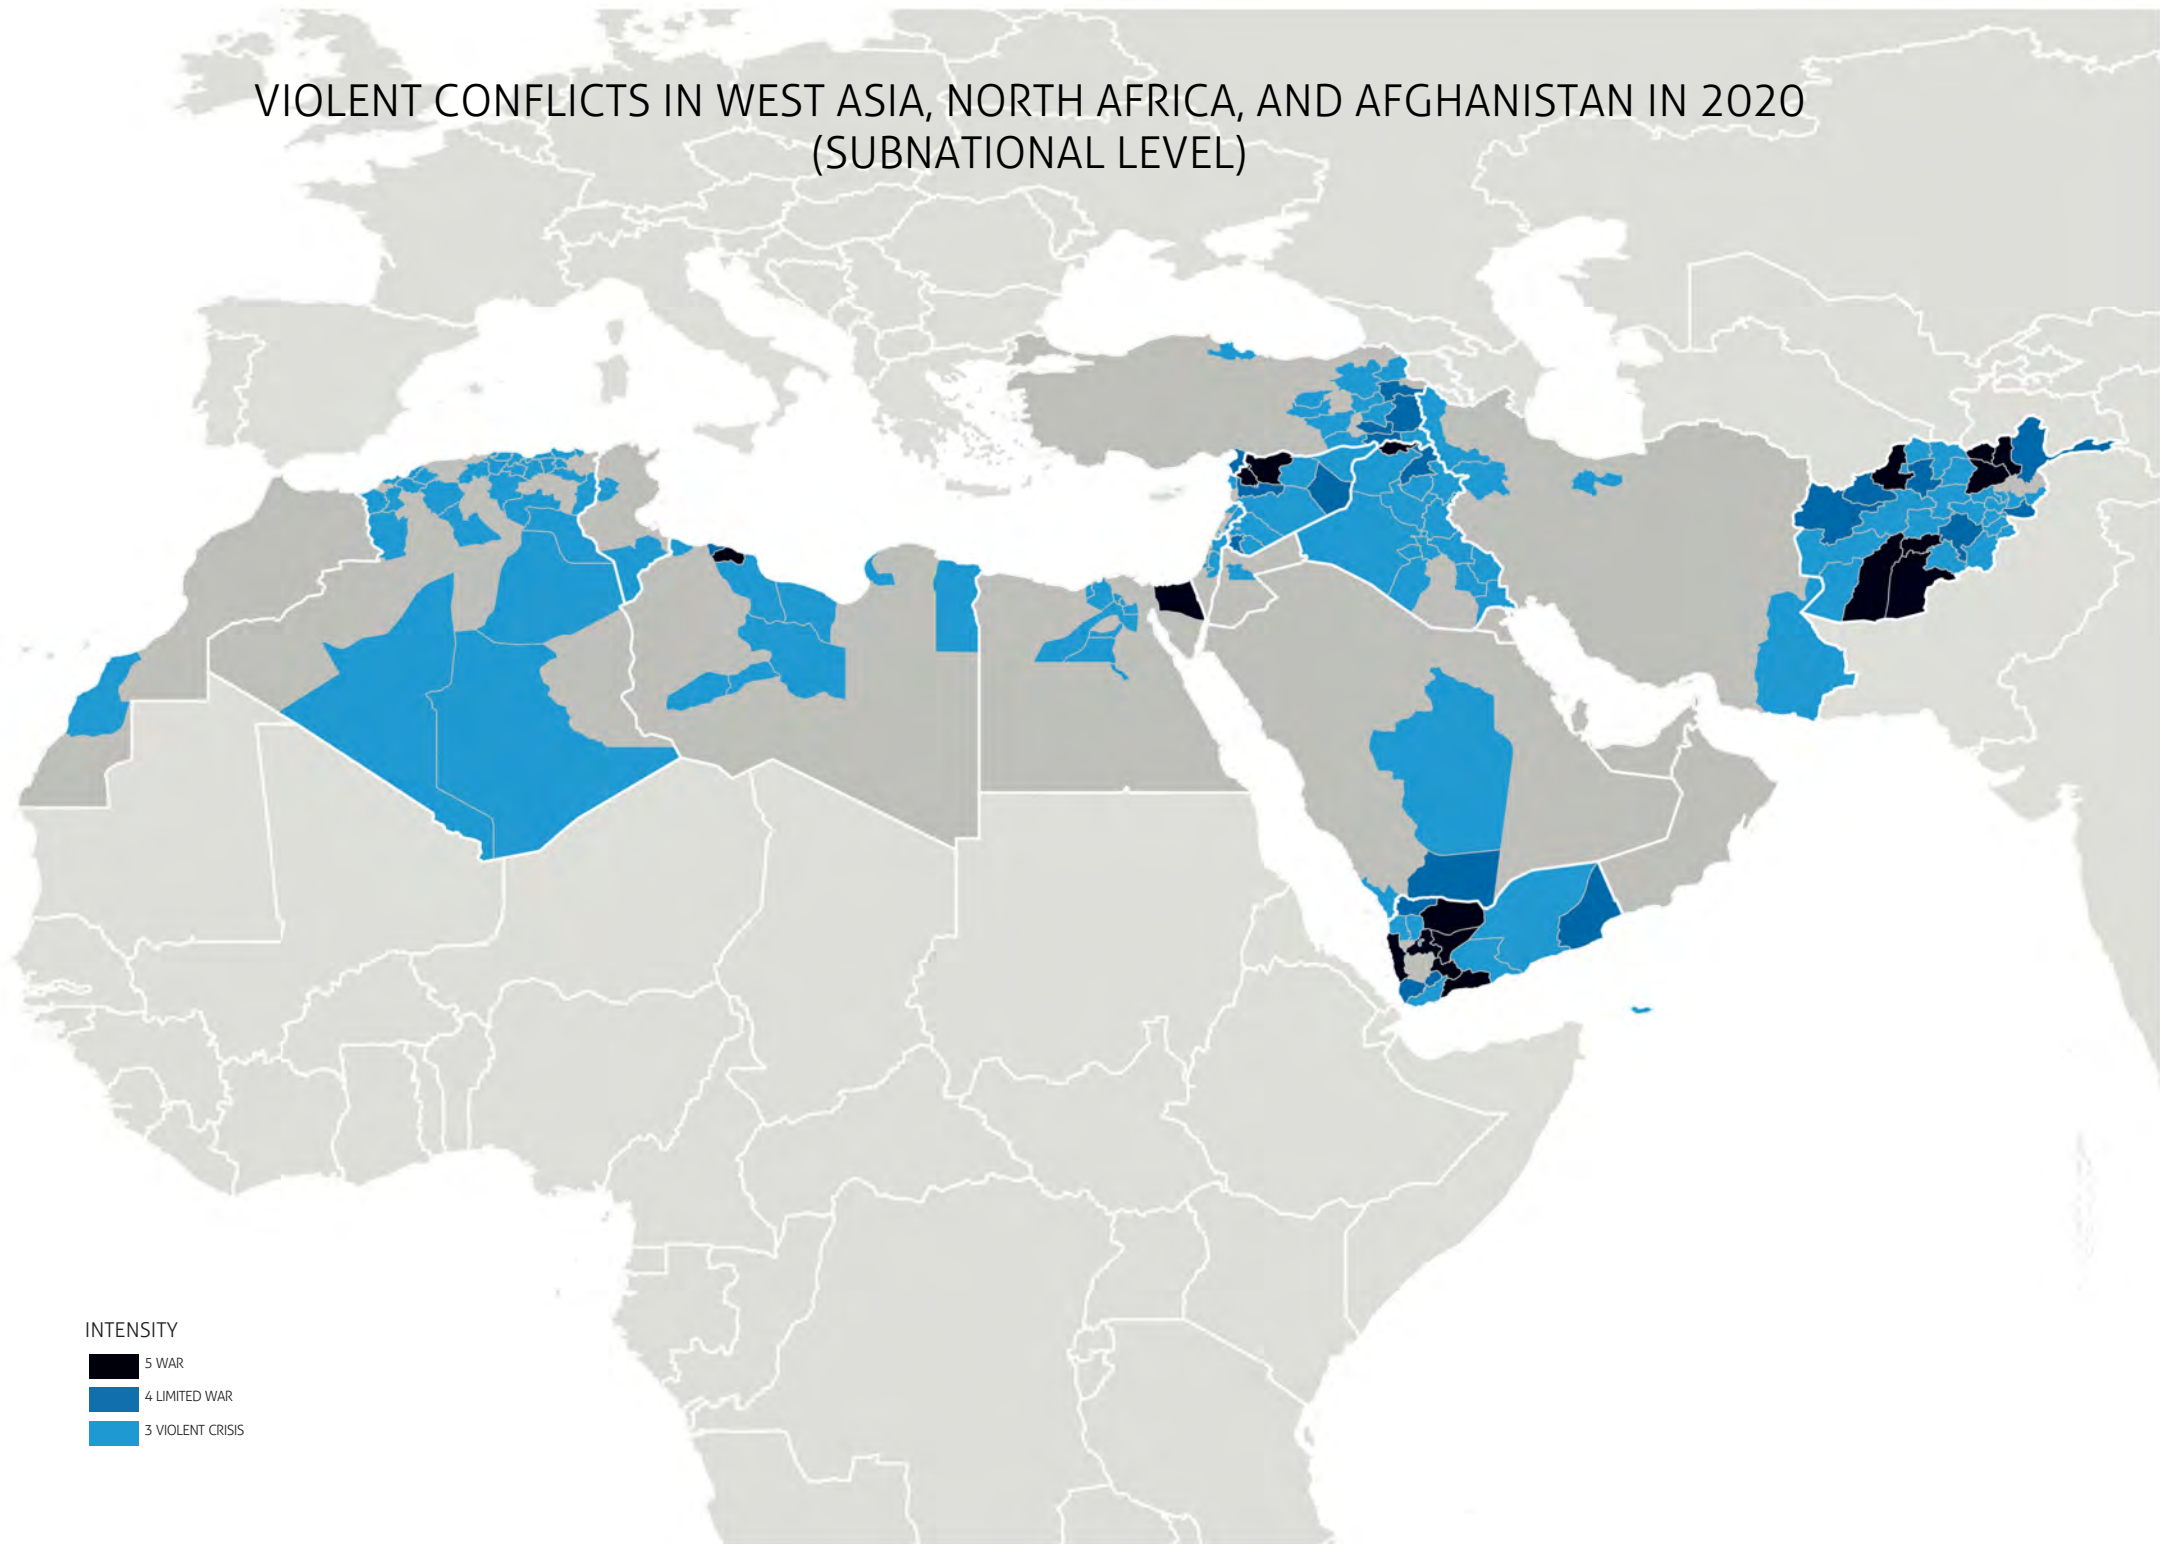 VIOLENT CONFLICTS IN WEST ASIA, NORTH AFRICA, AND AFGHANISTAN IN 2020
(SUBNATIONAL LEVEL)
INTENSITY
5 WAR
4 LIMITED WAR
3 VIOLENT CRISIS